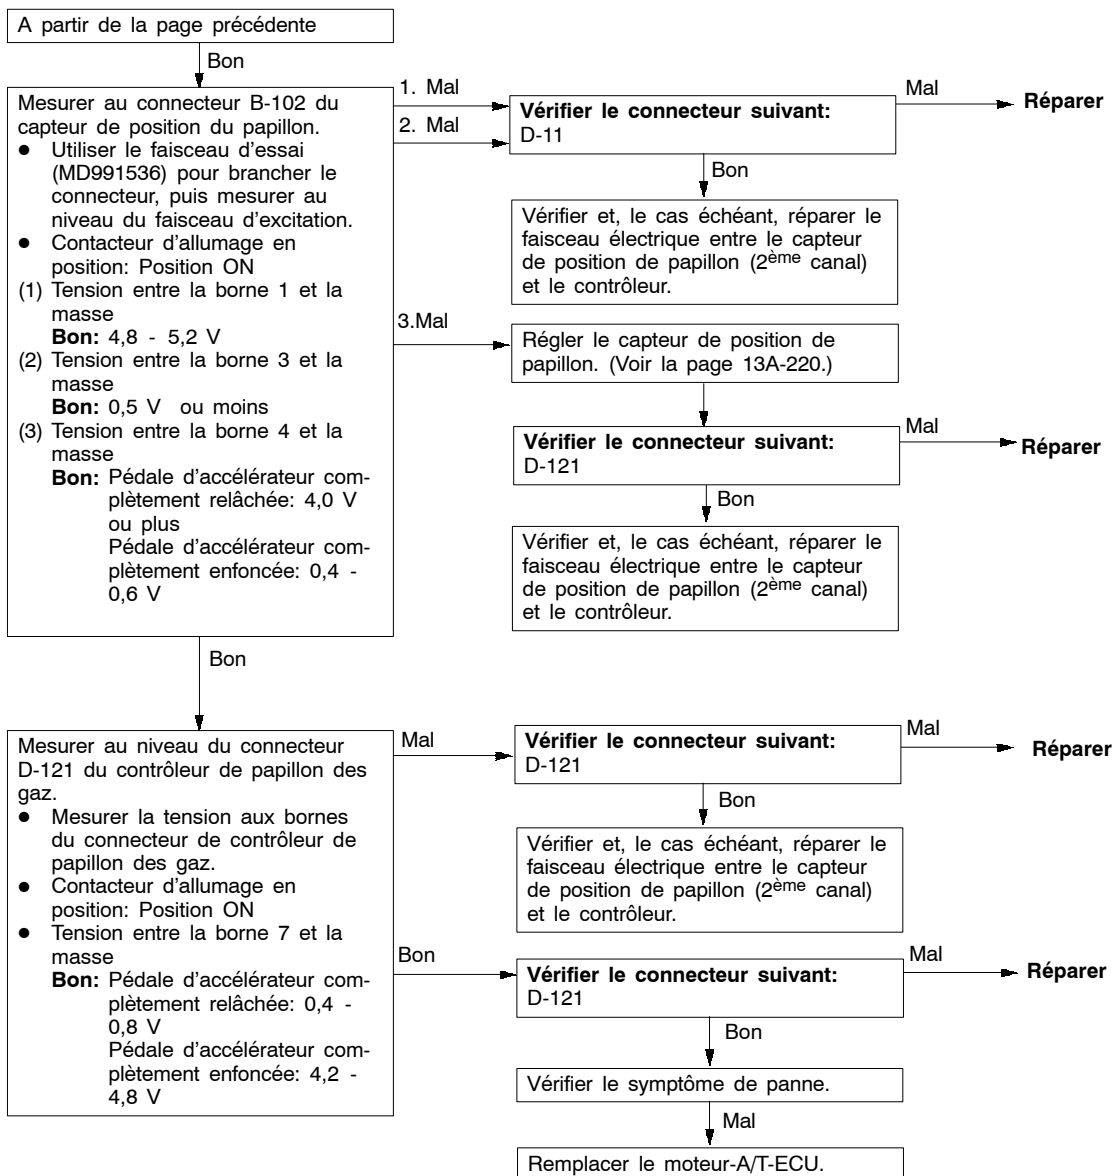 A partir de la page précédente
Bon
Mesurer au connecteur B-102 du
capteur de position du papillon.
● Utiliser le faisceau d'essai
(MD991536) pour brancher le
connecteur, puis mesurer au
niveau du faisceau d'excitation.
● Contacteur d'allumage en
position: Position ON
(1) Tension entre la borne 1 et la
masse
Bon: 4,8 - 5,2 V
(2) Tension entre la borne 3 et la
masse
Bon: 0,5 V ou moins
(3) Tension entre la borne 4 et la
masse
Bon: Pédale d'accélérateur com-
plètement relâchée: 4,0 V
ou plus
Pédale d'accélérateur com-
plètement enfoncée: 0,4 -
0,6 V
1. Mal
2. Mal
Vérifier le connecteur suivant:
D-11
Mal
Réparer
Bon
Vérifier et, le cas échéant, réparer le
faisceau électrique entre le capteur
de position de papillon (2ème canal)
et le contrôleur.
3.Mal
Régler le capteur de position de
papillon. (Voir la page 13A-220.)
Vérifier le connecteur suivant:
D-121
Mal
Réparer
Bon
Vérifier et, le cas échéant, réparer le
faisceau électrique entre le capteur
de position de papillon (2ème canal)
et le contrôleur.
Bon
Mesurer au niveau du connecteur
D-121 du contrôleur de papillon des
gaz.
● Mesurer la tension aux bornes
du connecteur de contrôleur de
papillon des gaz.
● Contacteur d'allumage en
position: Position ON
● Tension entre la borne 7 et la
masse
Bon: Pédale d'accélérateur com-
plètement relâchée: 0,4 -
0,8 V
Pédale d'accélérateur com-
plètement enfoncée: 4,2 -
4,8 V
Mal
Vérifier le connecteur suivant:
D-121
Mal
Réparer
Bon
Vérifier et, le cas échéant, réparer le
faisceau électrique entre le capteur
de position de papillon (2ème canal)
et le contrôleur.
Bon
Vérifier le connecteur suivant:
D-121
Mal
Réparer
Bon
Vérifier le symptôme de panne.
Mal
Remplacer le moteur-A/T-ECU.